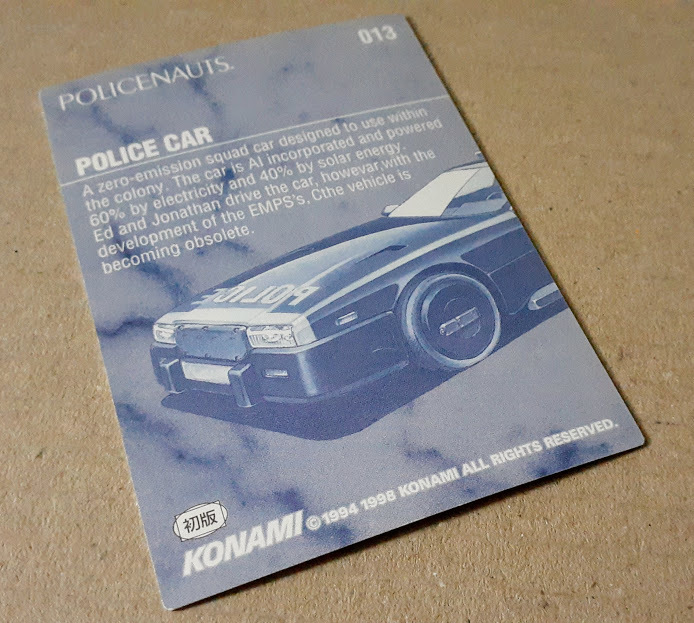 013
POLICENAUTS.
POLICE CAR
A zero-emission squad car designed to use within
the colony. The car is AI incorporated and powered
60% by electricity and 40% by solar energy.
Ed and Jonathan drive the car, howevar,with the
development of the EMPS's. Cthe vehicle is
becoming obsolete.
POLICE
初版
KONAMI ©1994 1998 KONAMI ALL RIGHTS RESERVED.